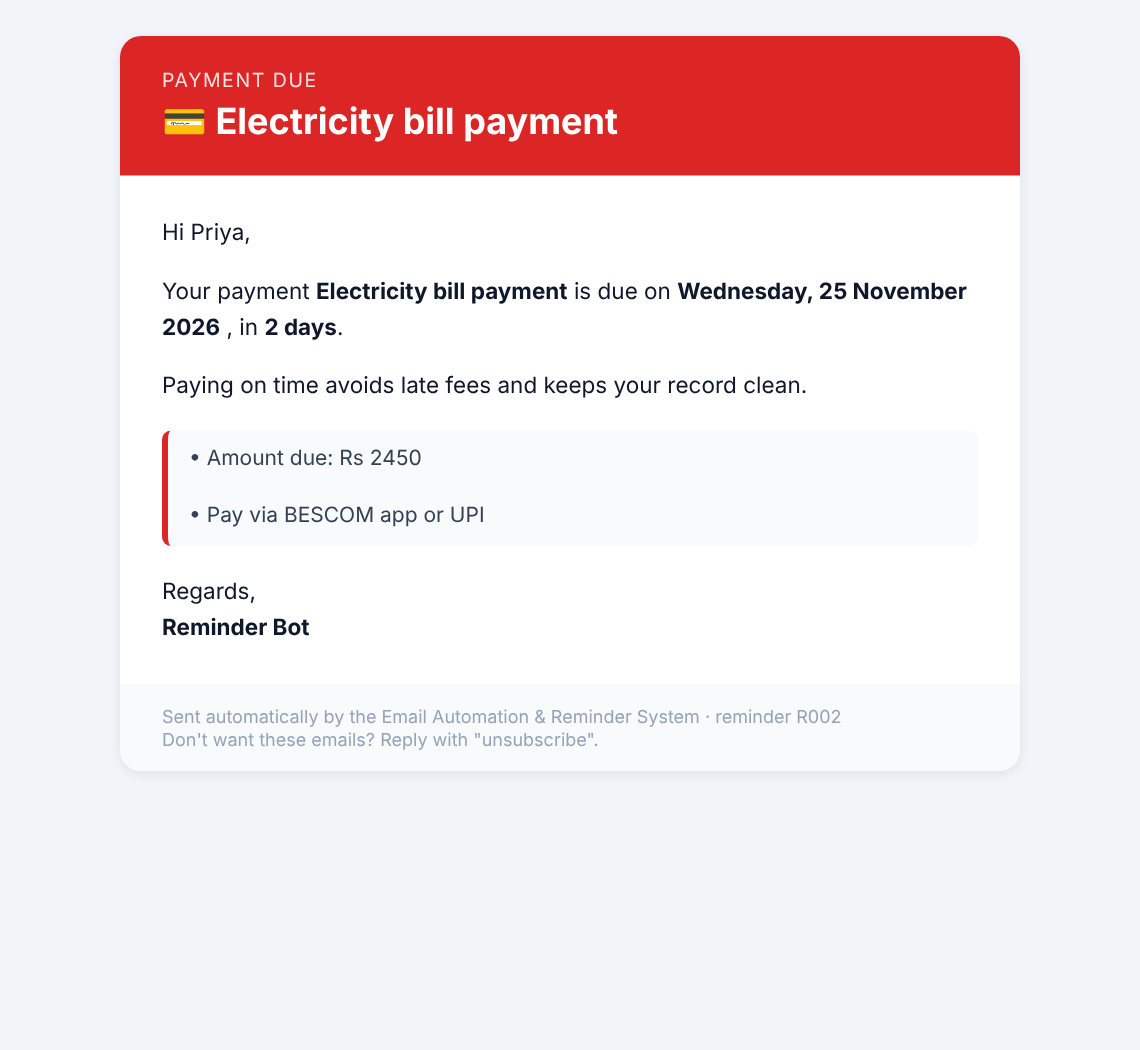 PAYMENT DUE
💳 Electricity bill payment
Hi Priya,
Your payment Electricity bill payment is due on Wednesday, 25 November
2026 , in 2 days.
Paying on time avoids late fees and keeps your record clean.
• Amount due: Rs 2450
• Pay via BESCOM app or UPI
Regards,
Reminder Bot
Sent automatically by the Email Automation & Reminder System · reminder R002
Don't want these emails? Reply with "unsubscribe".